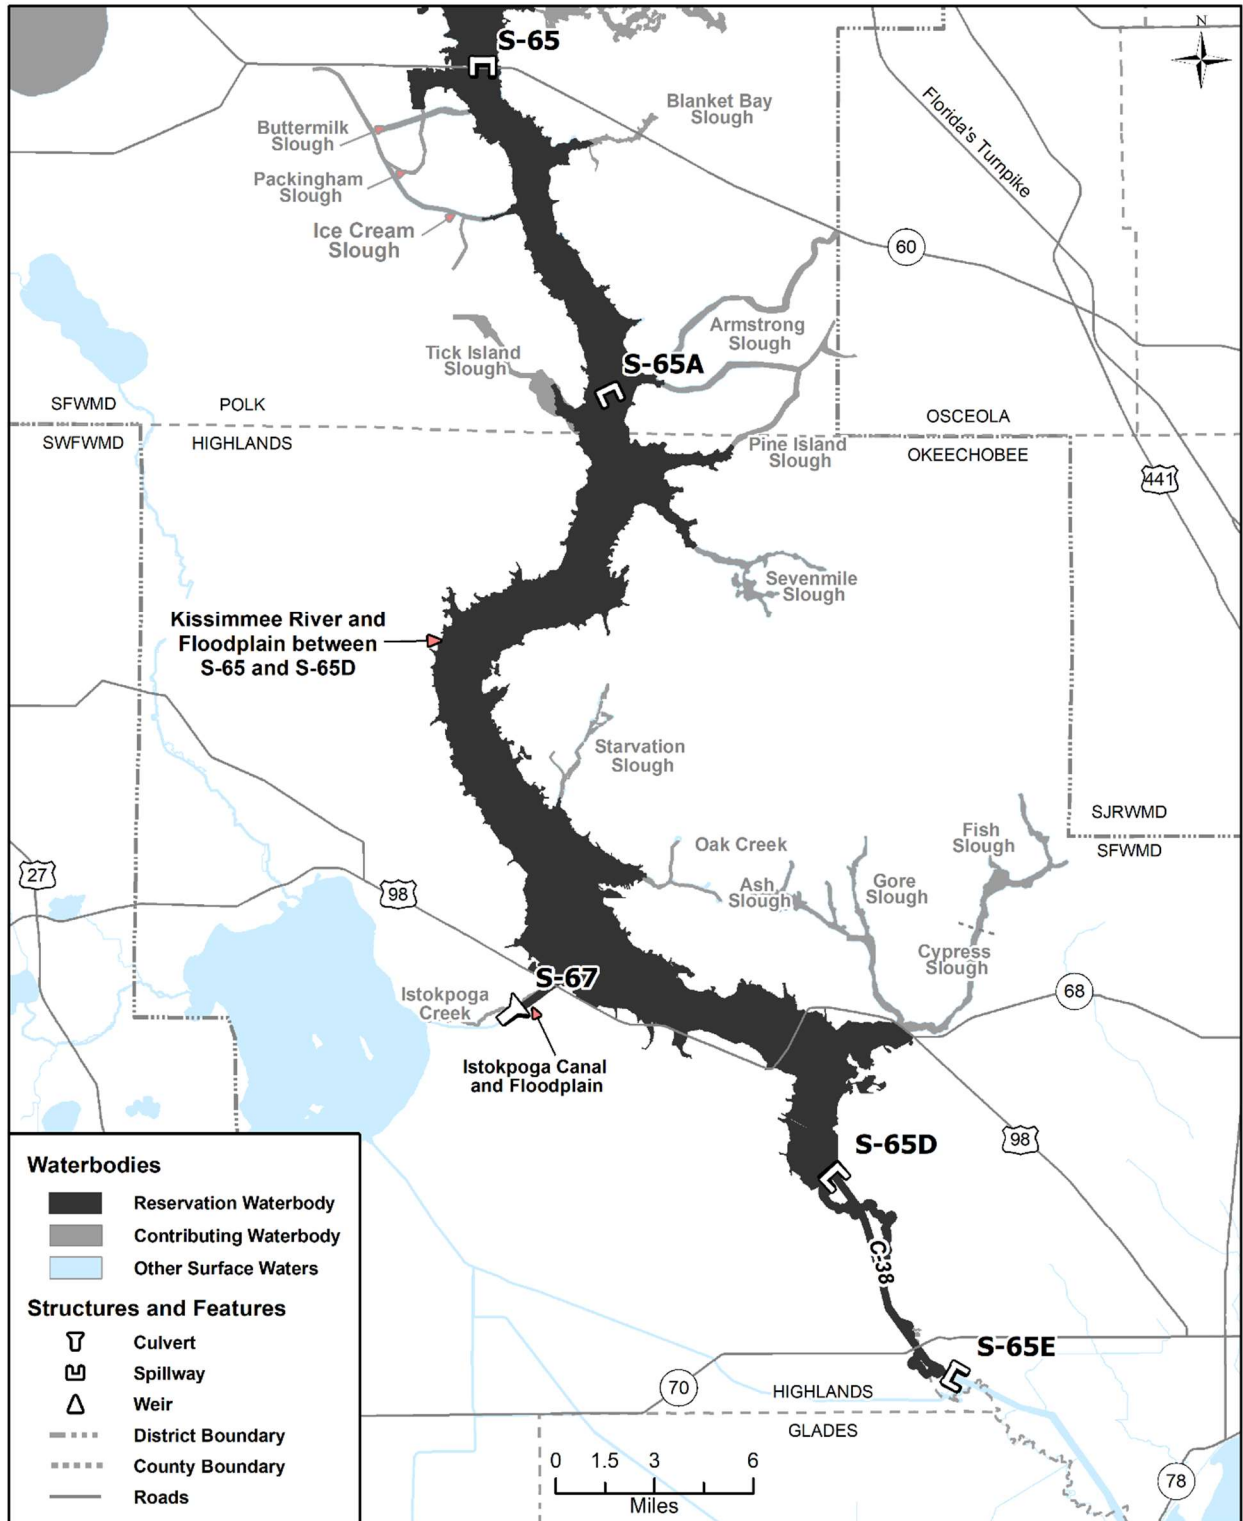 N
S-65
Blanket Bay
Slough
Florida's Turnpike
Buttermilk
Slough
Packingham
Slough
Ice Cream
Slough
60
Armstrong
Slough
Tick Island
Slough
S-65A
SFWMD
POLK
OSCEOLA
SWFWMD
HIGHLANDS
Pine Island
Slough
OKEECHOBEE
441
Sevenmile
Slough
Kissimmee River and
Floodplain between
S-65 and S-65D
Starvation
Slough
SJRWMD
SFWMD
Fish
Slough
Oak Creek
27
98
Ash
Slough
Gore
Slough
Cypress
Slough
S-67
Istokpoga
Creek
68
Istokpoga Canal
and Floodplain
98
S-65D
C-38
S-65E
70
HIGHLANDS
GLADES
78
Waterbodies
Reservation Waterbody
Contributing Waterbody
Other Surface Waters
Structures and Features
Culvert
Spillway
Weir
District Boundary
County Boundary
Roads
0 1.5 3 6
Miles